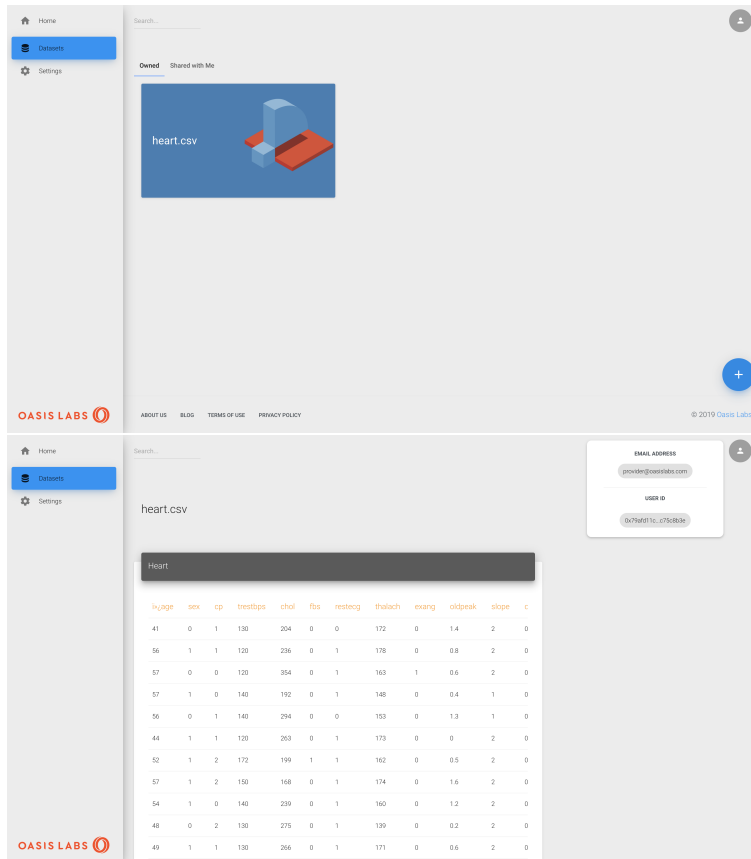 Home
Search...
Datasets
Settings
Owned Shared with Me
heart.csv
+
OASIS LABS
ABOUT US BLOG TERMS OF USE PRIVACY POLICY
© 2019 Oasis Labs
Home
Search...
Datasets
Settings
EMAIL ADDRESS
provider@oasislabs.com
USER ID
0x79afd11c...c75c8b3e
heart.csv
Heart
ï»¿age sex cp trestbps chol fbs restecg thalach exang oldpeak slope c
41 0 1 130 204 0 0 172 0 1.4 2 0
56 1 1 120 236 0 1 178 0 0.8 2 0
57 0 0 120 354 0 1 163 1 0.6 2 0
57 1 0 140 192 0 1 148 0 0.4 1 0
56 0 1 140 294 0 0 153 0 1.3 1 0
44 1 1 120 263 0 1 173 0 0 2 0
52 1 2 172 199 1 1 162 0 0.5 2 0
57 1 2 150 168 0 1 174 0 1.6 2 0
54 1 0 140 239 0 1 160 0 1.2 2 0
48 0 2 130 275 0 1 139 0 0.2 2 0
49 1 1 130 266 0 1 171 0 0.6 2 0
OASIS LABS